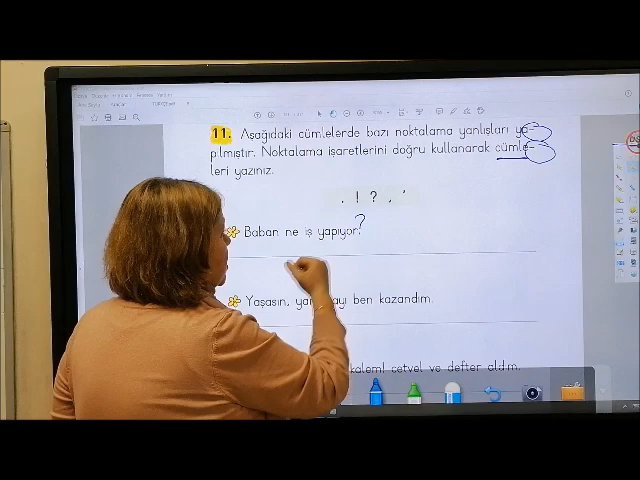 11. Aşağıdaki cümlelerde bazı noktalama yanlışları ya-
pılmıştır. Noktalama işaretlerini doğru kullanarak cümle-
leri yazınız.
. ! ? , '
Baban ne iş yapıyor. ?
Yaşasın, ben kazandım.
kalem! cetvel ve defter aldım.